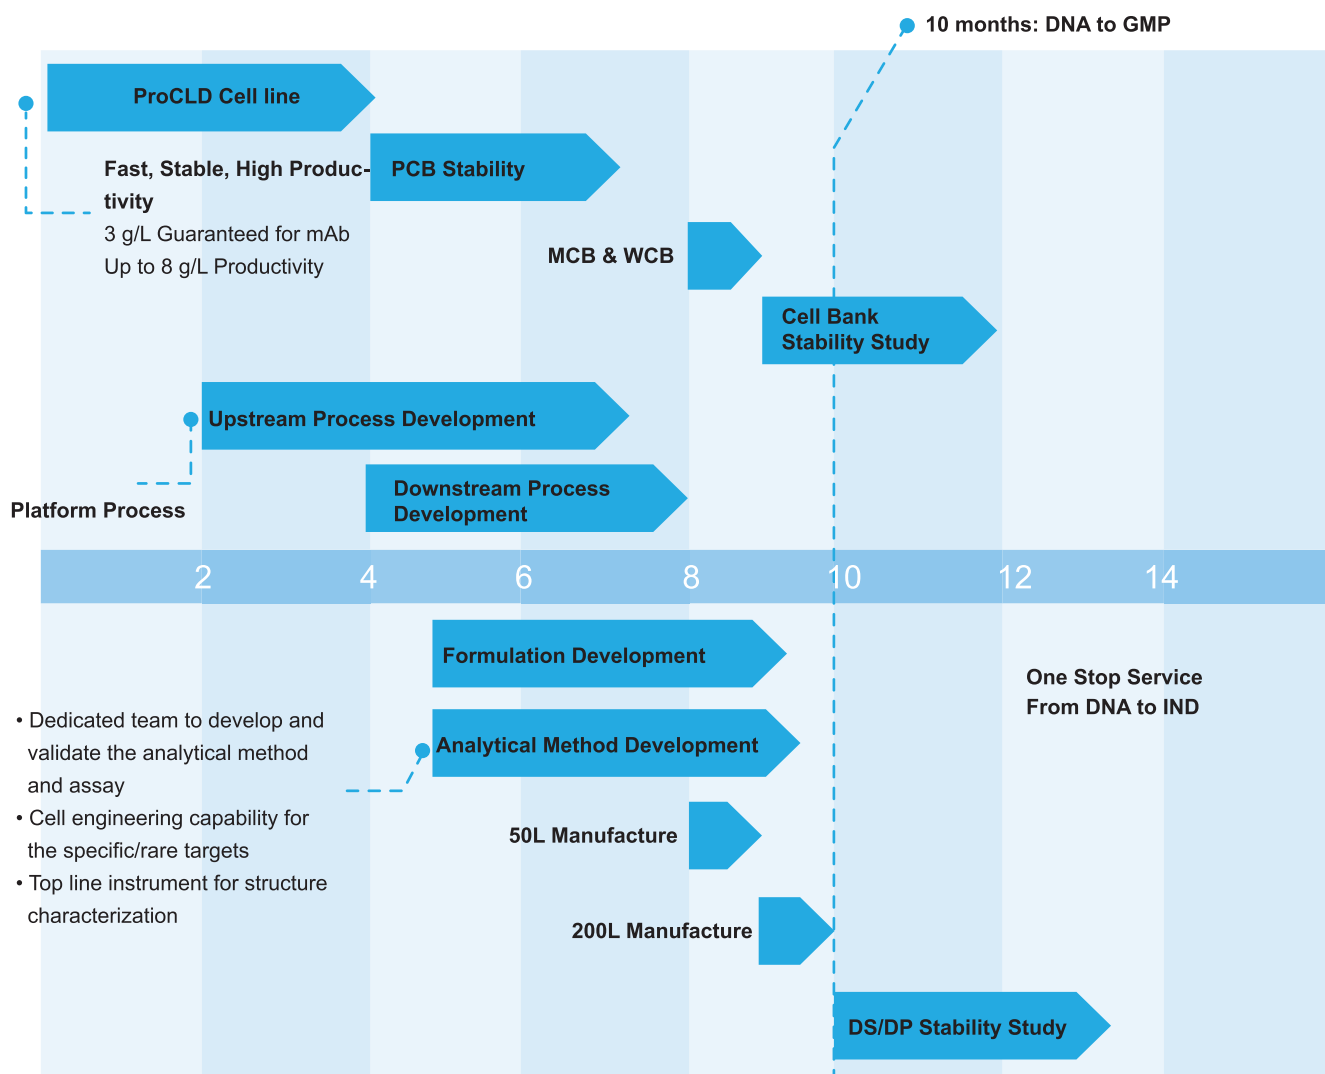 10 months: DNA to GMP
ProCLD Cell line
Fast, Stable, High Produc-
tivity
3 g/L Guaranteed for mAb
Up to 8 g/L Productivity
PCB Stability
MCB & WCB
Cell Bank
Stability Study
Upstream Process Development
Platform Process
Downstream Process
Development
2 4 6 8 10 12 14
Formulation Development
One Stop Service
From DNA to IND
• Dedicated team to develop and
validate the analytical method
and assay
• Cell engineering capability for
the specific/rare targets
• Top line instrument for structure
characterization
Analytical Method Development
50L Manufacture
200L Manufacture
DS/DP Stability Study